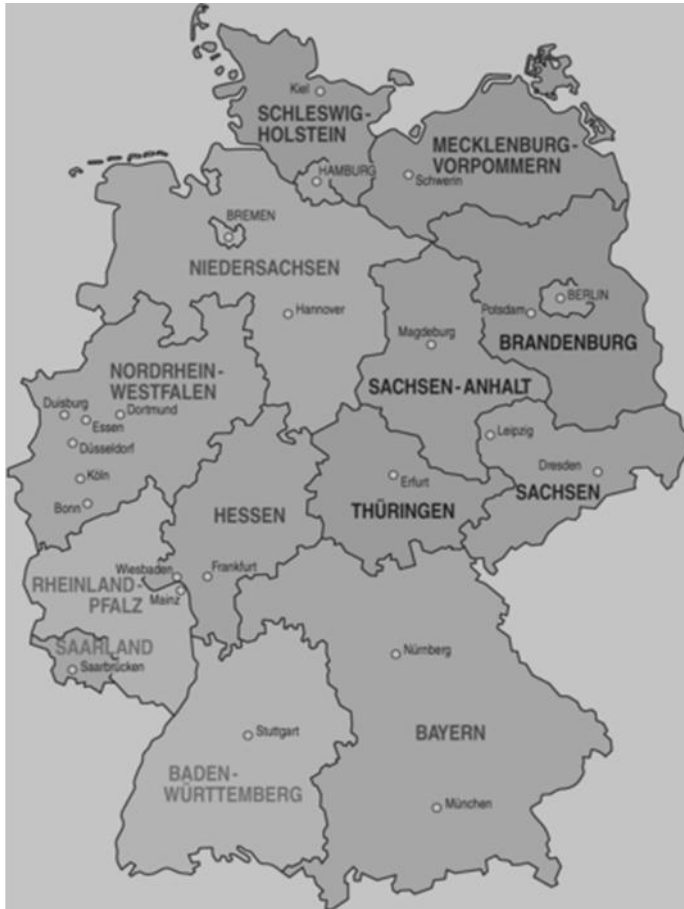 Kiel
SCHLESWIG-
HOLSTEIN
MECKLENBURG-
VORPOMMERN
HAMBURG
Schwerin
BREMEN
NIEDERSACHSEN
BERLIN
Hannover
Potsdam
Magdeburg
BRANDENBURG
NORDRHEIN-
WESTFALEN
SACHSEN-ANHALT
Duisburg
Dortmund
Essen
Leipzig
Düsseldorf
Dresden
Köln
Erfurt
SACHSEN
Bonn
HESSEN
THÜRINGEN
Wiesbaden
Frankfurt
RHEINLAND-
PFALZ
Mainz
SAARLAND
Nürnberg
Saarbrücken
Stuttgart
BAYERN
BADEN-
WÜRTTEMBERG
München